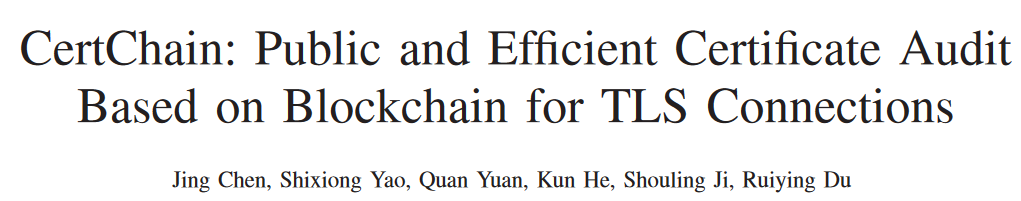 CertChain: Public and Efficient Certificate Audit
Based on Blockchain for TLS Connections
Jing Chen, Shixiong Yao, Quan Yuan, Kun He, Shouling Ji, Ruiying Du